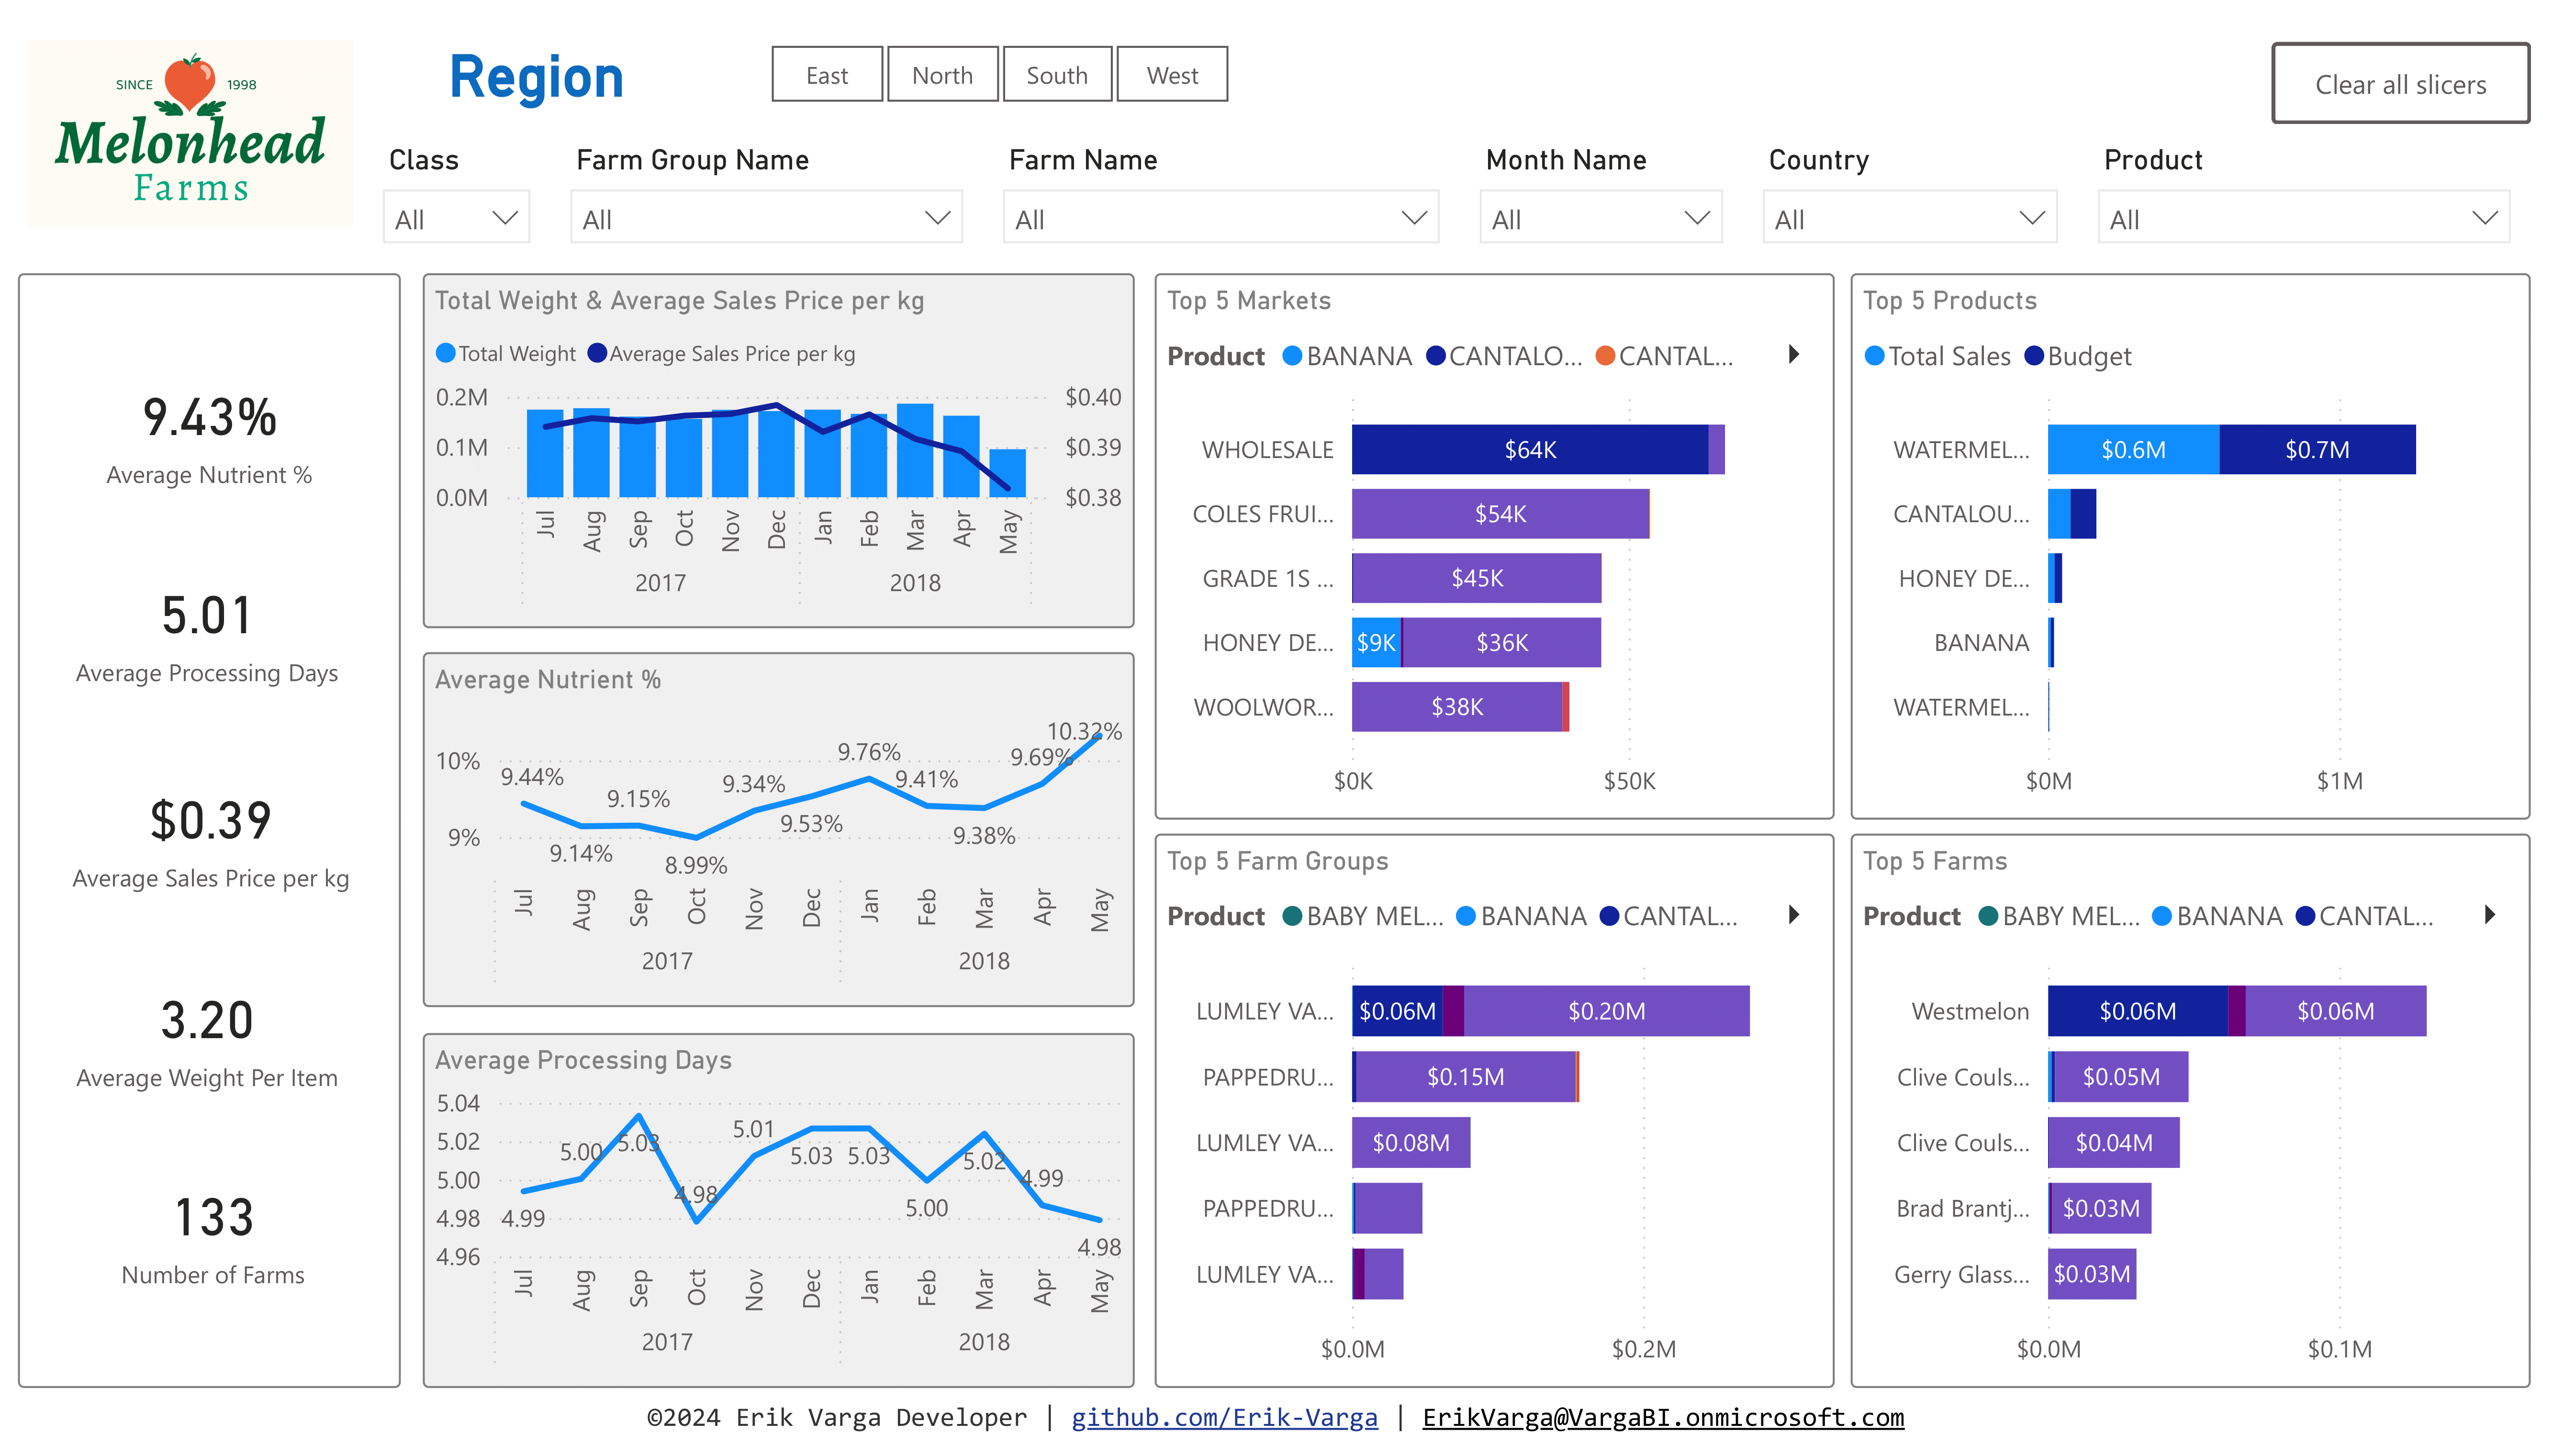 SINCE 1998
Melonhead
Farms
Region
East North South West
Clear all slicers
Class Farm Group Name Farm Name Month Name Country Product
All All All All All All
9.43%
Average Nutrient %
5.01
Average Processing Days
$0.39
Average Sales Price per kg
3.20
Average Weight Per Item
133
Number of Farms
Total Weight & Average Sales Price per kg
Total Weight Average Sales Price per kg
0.2M $0.40
0.1M $0.39
0.0M $0.38
Jul Aug Sep Oct Nov Dec Jan Feb Mar Apr May
2017 2018
Average Nutrient %
10%
9%
9.44% 9.14% 9.15% 8.99% 9.34% 9.53% 9.76% 9.41% 9.38% 9.69% 10.32%
Jul Aug Sep Oct Nov Dec Jan Feb Mar Apr May
2017 2018
Average Processing Days
5.04
5.02
5.00
4.98
4.96
4.99 5.00 5.03 4.98 5.01 5.03 5.03 5.00 5.02 4.99 4.98
Jul Aug Sep Oct Nov Dec Jan Feb Mar Apr May
2017 2018
Top 5 Markets
Product BANANA CANTALO... CANTAL...
WHOLESALE $64K
COLES FRUI... $54K
GRADE 1S ... $45K
HONEY DE... $9K $36K
WOOLWOR... $38K
$0K $50K
Top 5 Products
Total Sales Budget
WATERMEL... $0.6M $0.7M
CANTALOU...
HONEY DE...
BANANA
WATERMEL...
$0M $1M
Top 5 Farm Groups
Product BABY MEL... BANANA CANTAL...
LUMLEY VA... $0.06M $0.20M
PAPPEDRU... $0.15M
LUMLEY VA... $0.08M
PAPPEDRU...
LUMLEY VA...
$0.0M $0.2M
Top 5 Farms
Product BABY MEL... BANANA CANTAL...
Westmelon $0.06M $0.06M
Clive Couls... $0.05M
Clive Couls... $0.04M
Brad Brantj... $0.03M
Gerry Glass... $0.03M
$0.0M $0.1M
©2024 Erik Varga Developer | github.com/Erik-Varga | ErikVarga@VargaBI.onmicrosoft.com